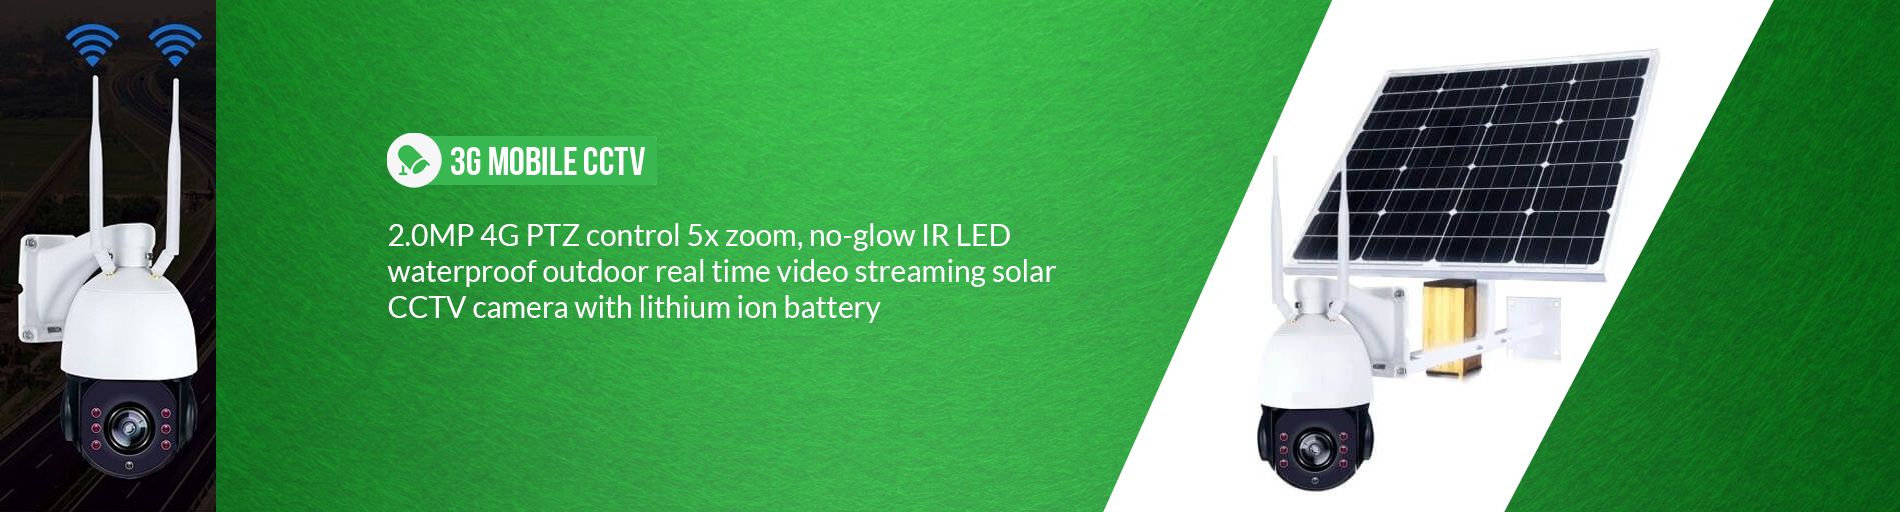 3G MOBILE CCTV
2.0MP 4G PTZ control 5x zoom, no-glow IR LED
waterproof outdoor real time video streaming solar
CCTV camera with lithium ion battery